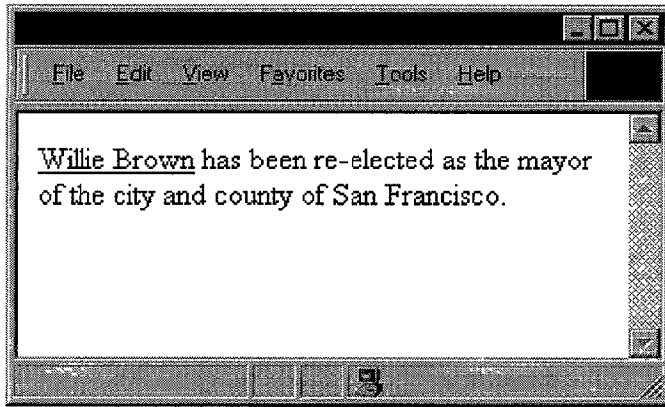 File Edit View Favorites Tools Help
Willie Brown has been re-elected as the mayor
of the city and county of San Francisco.